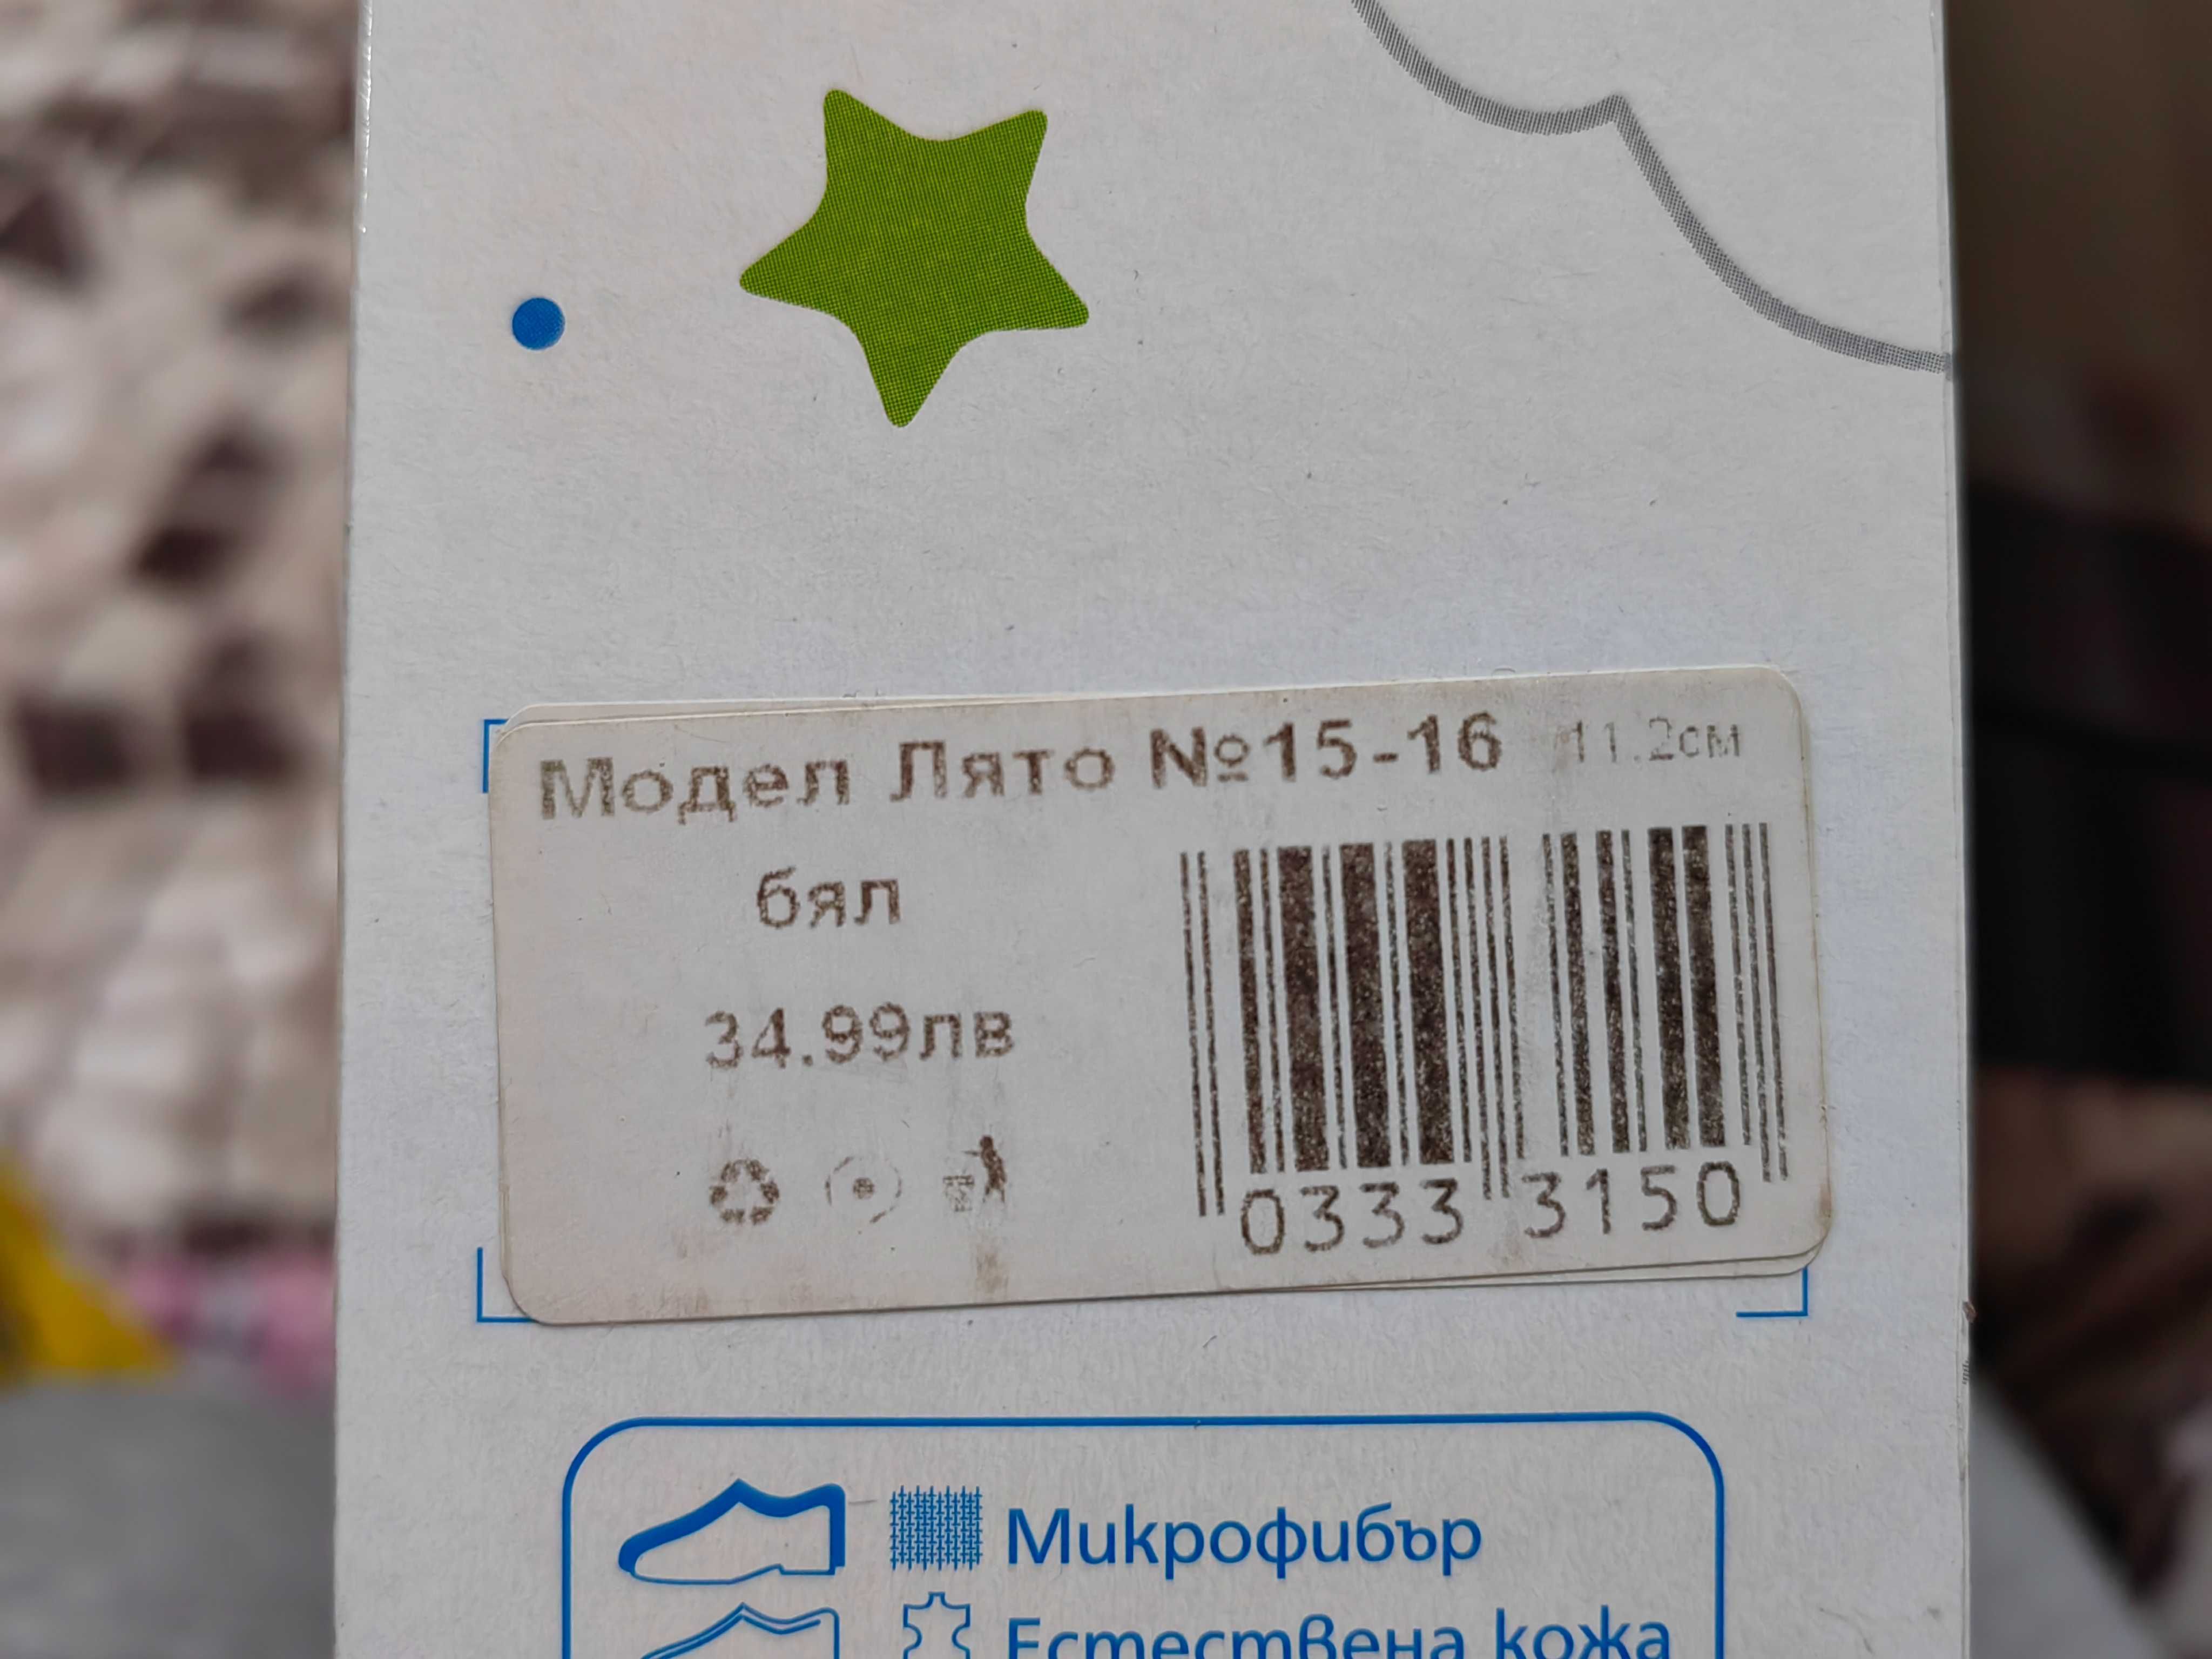 Модел Лято №15-16 11.2см
бял
34.99лв
0333 3150
Микрофибър
Естествена кожа